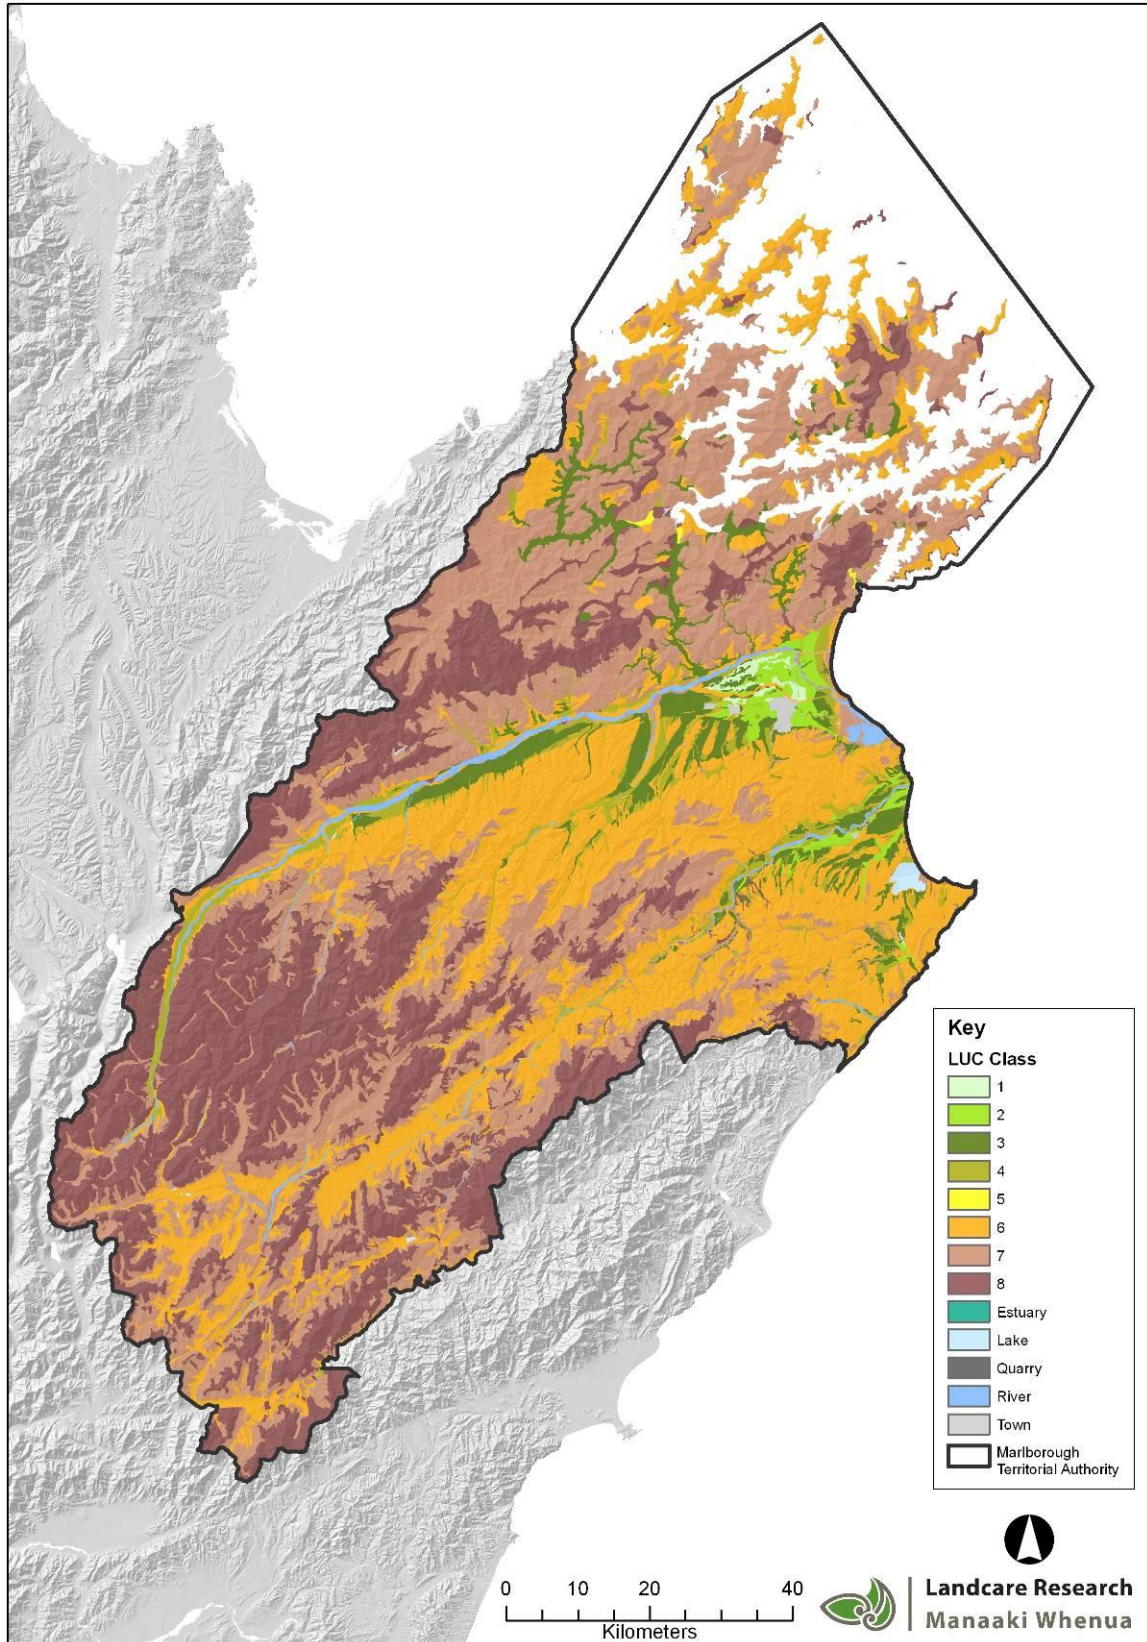 Key
LUC Class
1
2
3
4
5
6
7
8
Estuary
Lake
Quarry
River
Town
Marlborough
Territorial Authority
0 10 20 40
Kilometers
Landcare Research
Manaaki Whenua